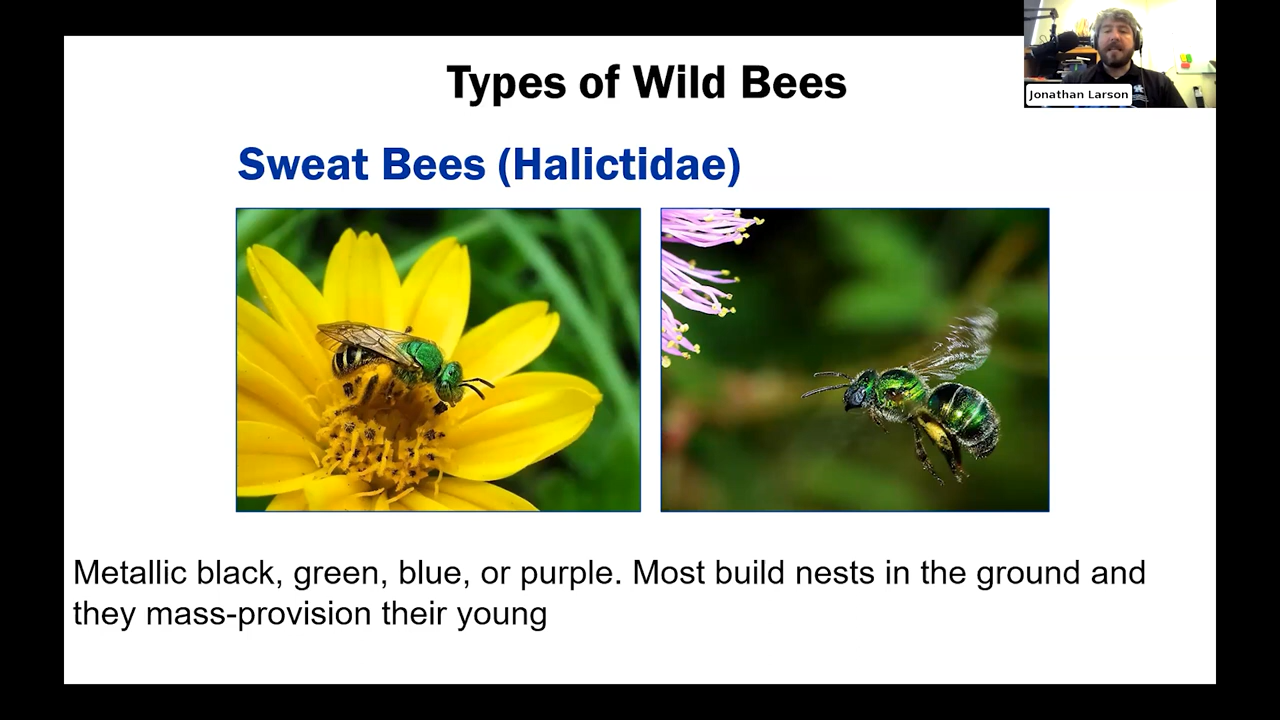 Types of Wild Bees
Jonathan Larson
Sweat Bees (Halictidae)
Metallic black, green, blue, or purple. Most build nests in the ground and
they mass-provision their young